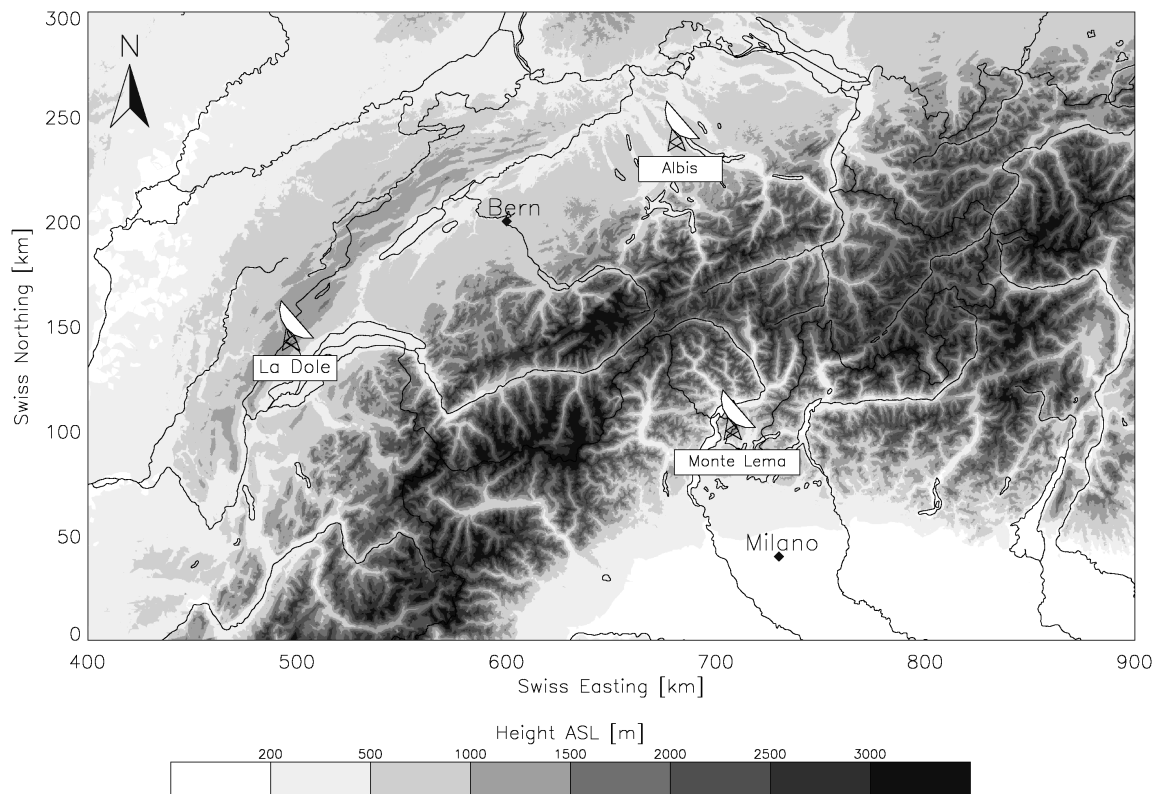 300
250
200
150
100
50
0
Swiss Northing [km]
N
Albis
Bern
La Dole
Monte Lema
Milano
400 500 600 700 800 900
Swiss Easting [km]
Height ASL [m]
200 500 1000 1500 2000 2500 3000